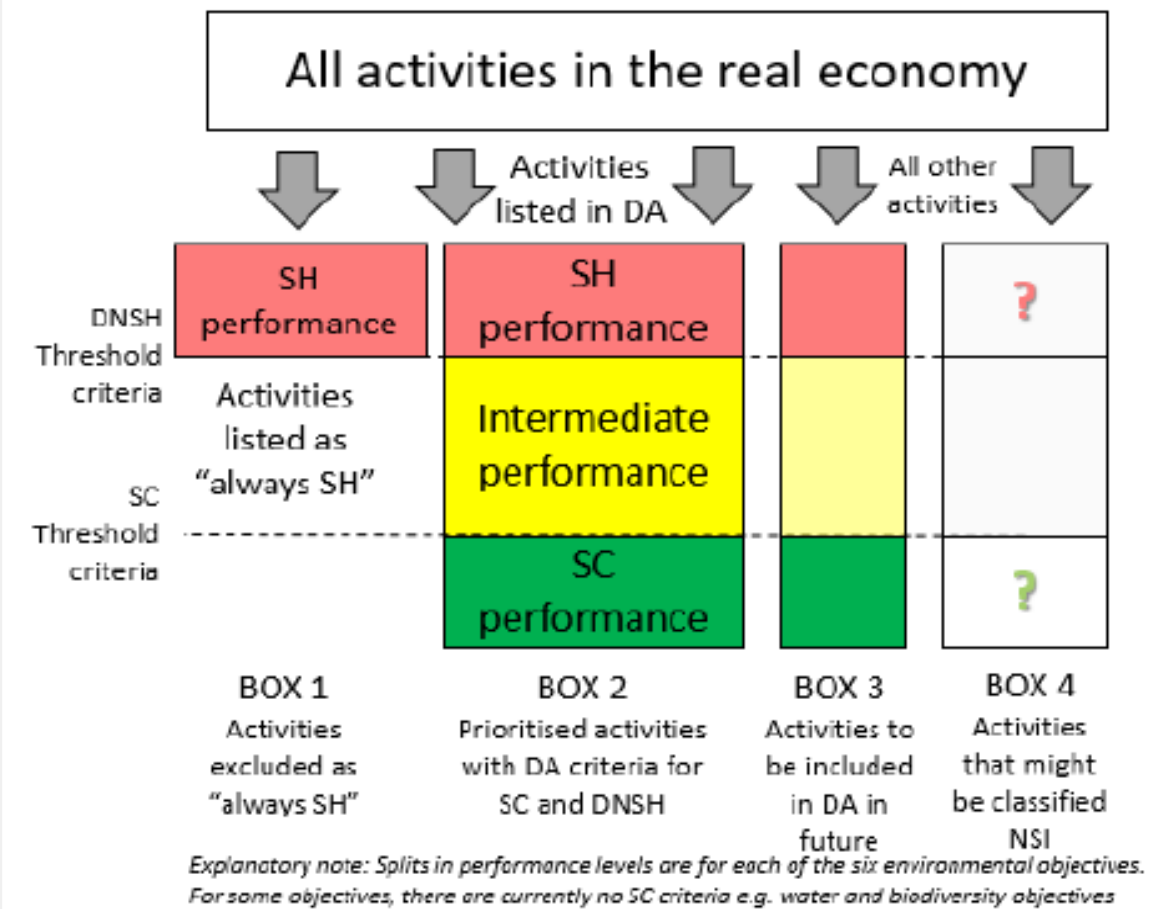 All activities in the real economy
Activities
listed in DA
All other
activities
SH
performance
SH
performance
?
DNSH
Threshold
criteria
Activities
listed as
“always SH”
Intermediate
performance
SC
Threshold
criteria
SC
performance
?
BOX 1
Activities
excluded as
“always SH”
BOX 2
Prioritised activities
with DA criteria for
SC and DNSH
BOX 3
Activities to
be included
in DA in
future
BOX 4
Activities
that might
be classified
NSI
Explanatory note: Splits in performance levels are for each of the six environmental objectives.
For some objectives, there are currently no SC criteria e.g. water and biodiversity objectives